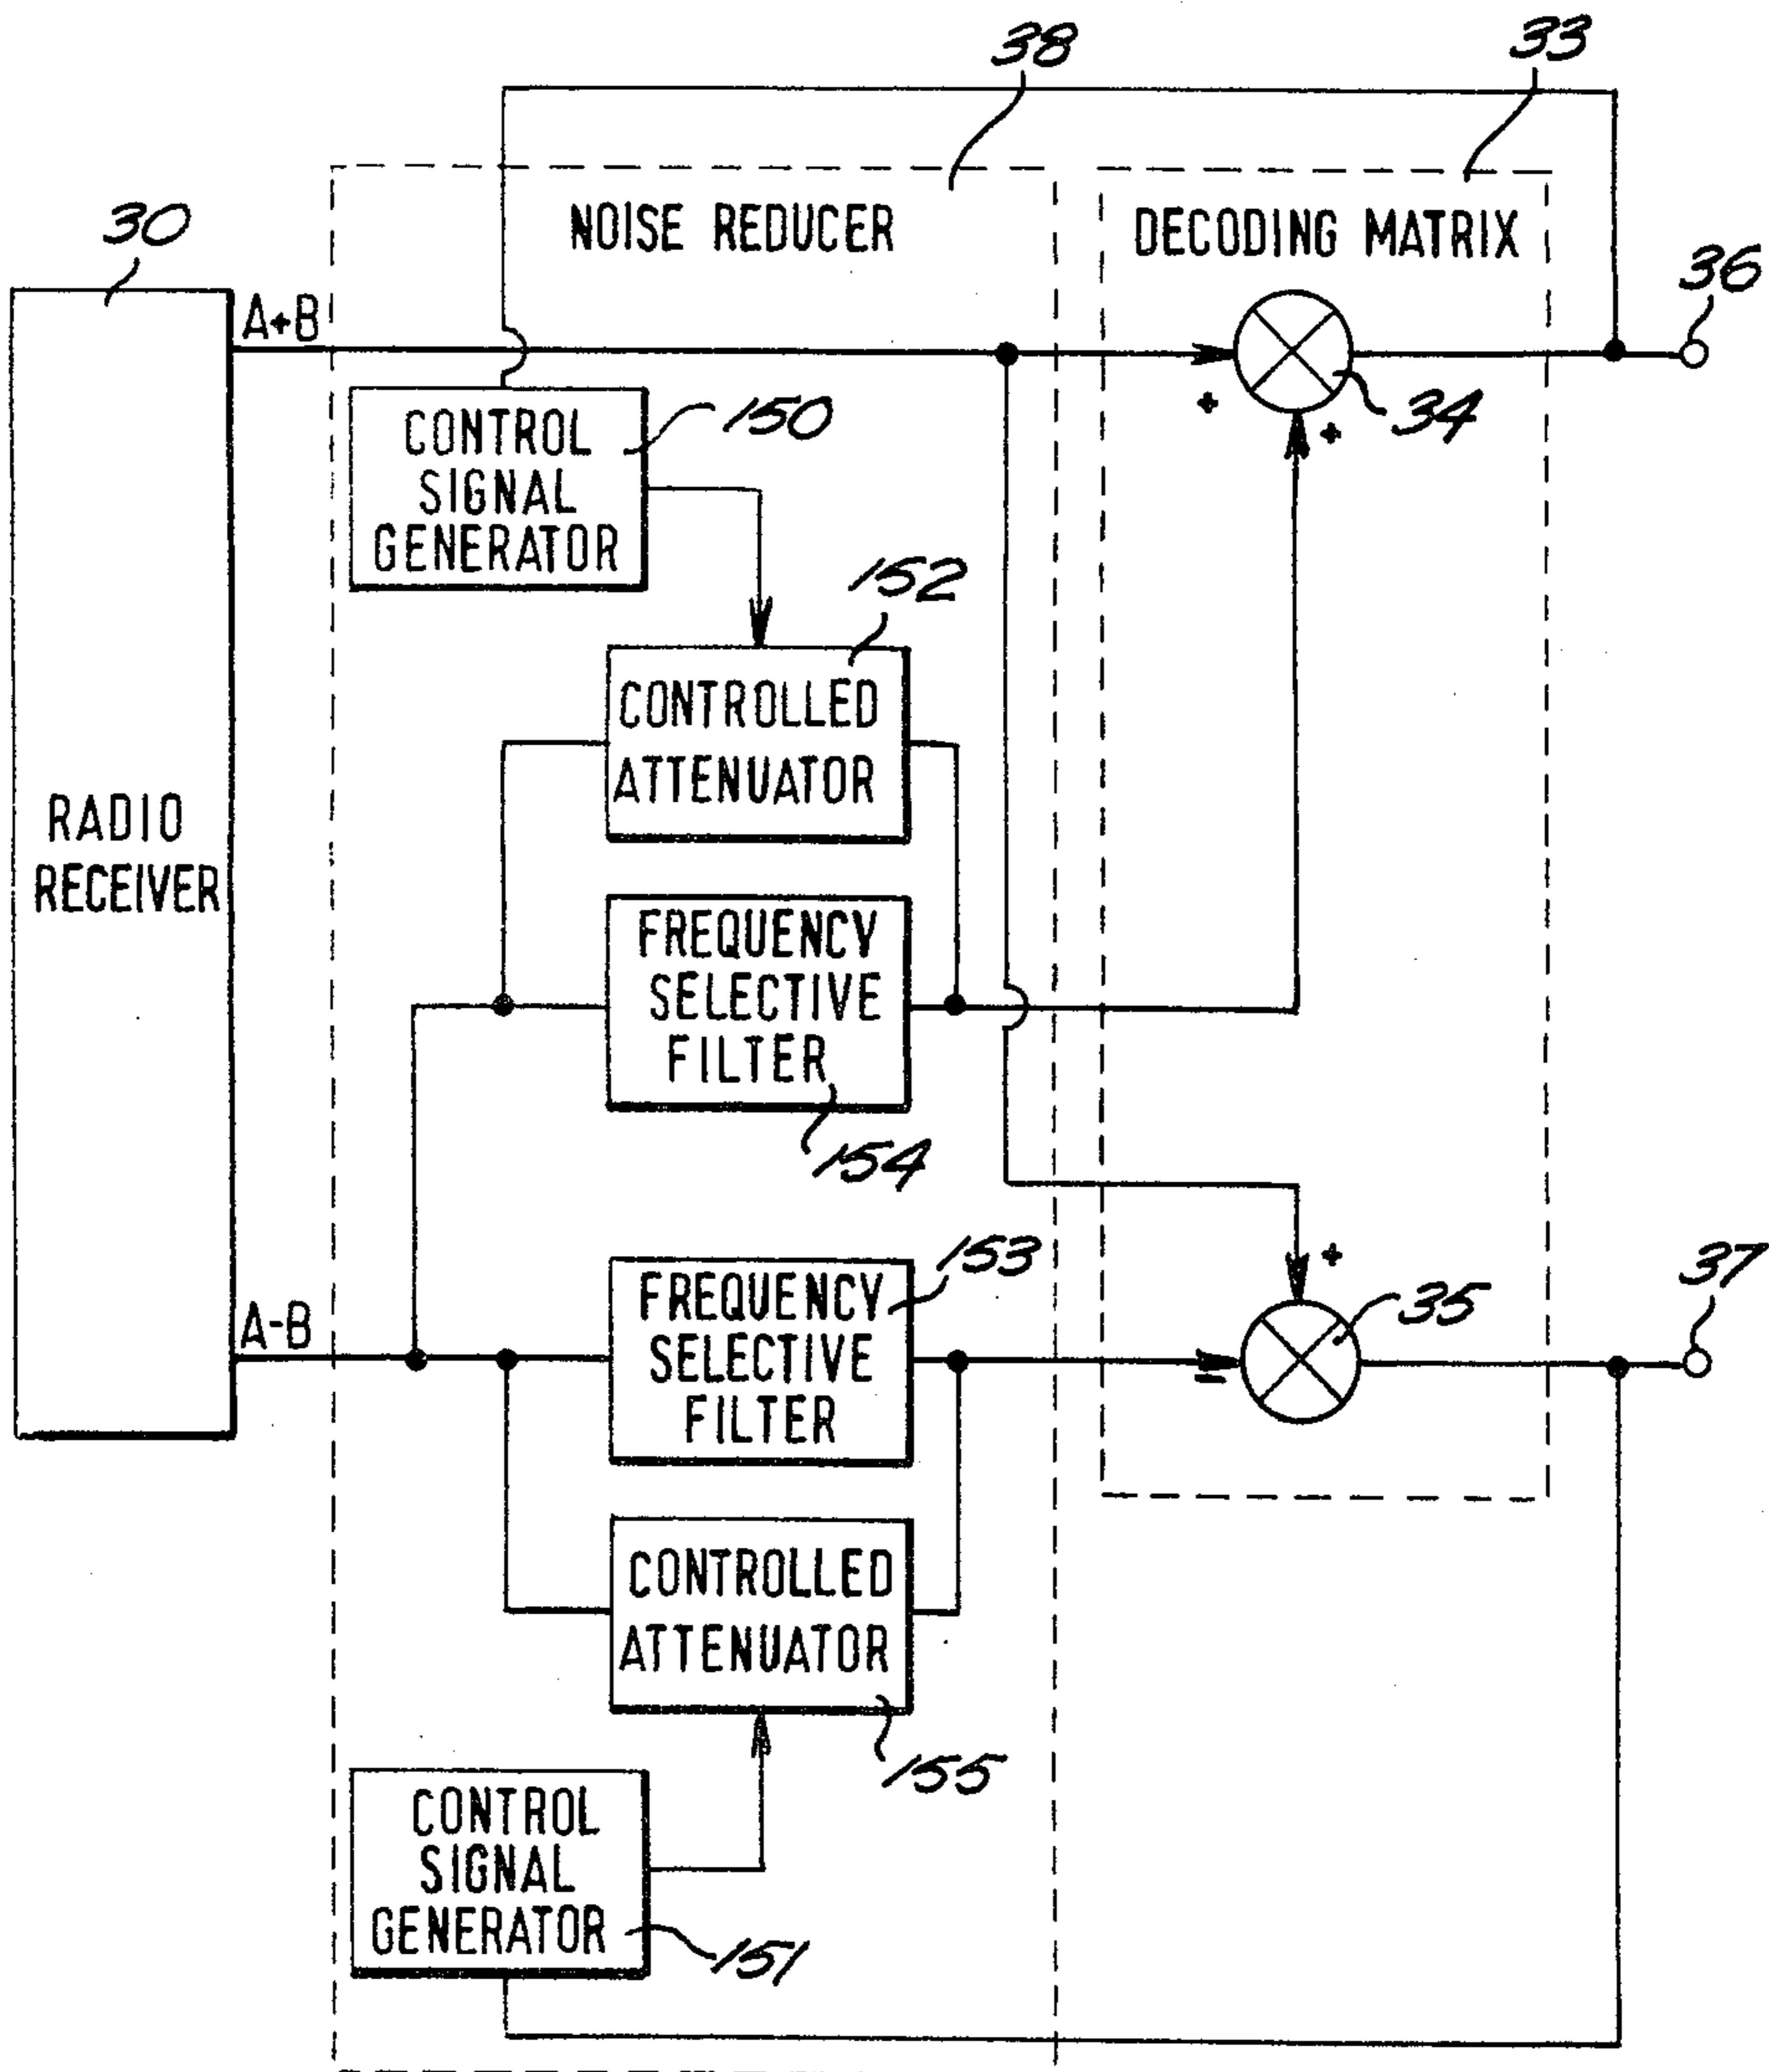 38
33
30
NOISE REDUCER
DECODING MATRIX
36
A+B
34
+
+
CONTROL
SIGNAL
GENERATOR
150
152
CONTROLLED
ATTENUATOR
RADIO
RECEIVER
FREQUENCY
SELECTIVE
FILTER
154
153
+
37
A-B
FREQUENCY
SELECTIVE
FILTER
35
-
CONTROLLED
ATTENUATOR
155
CONTROL
SIGNAL
GENERATOR
151